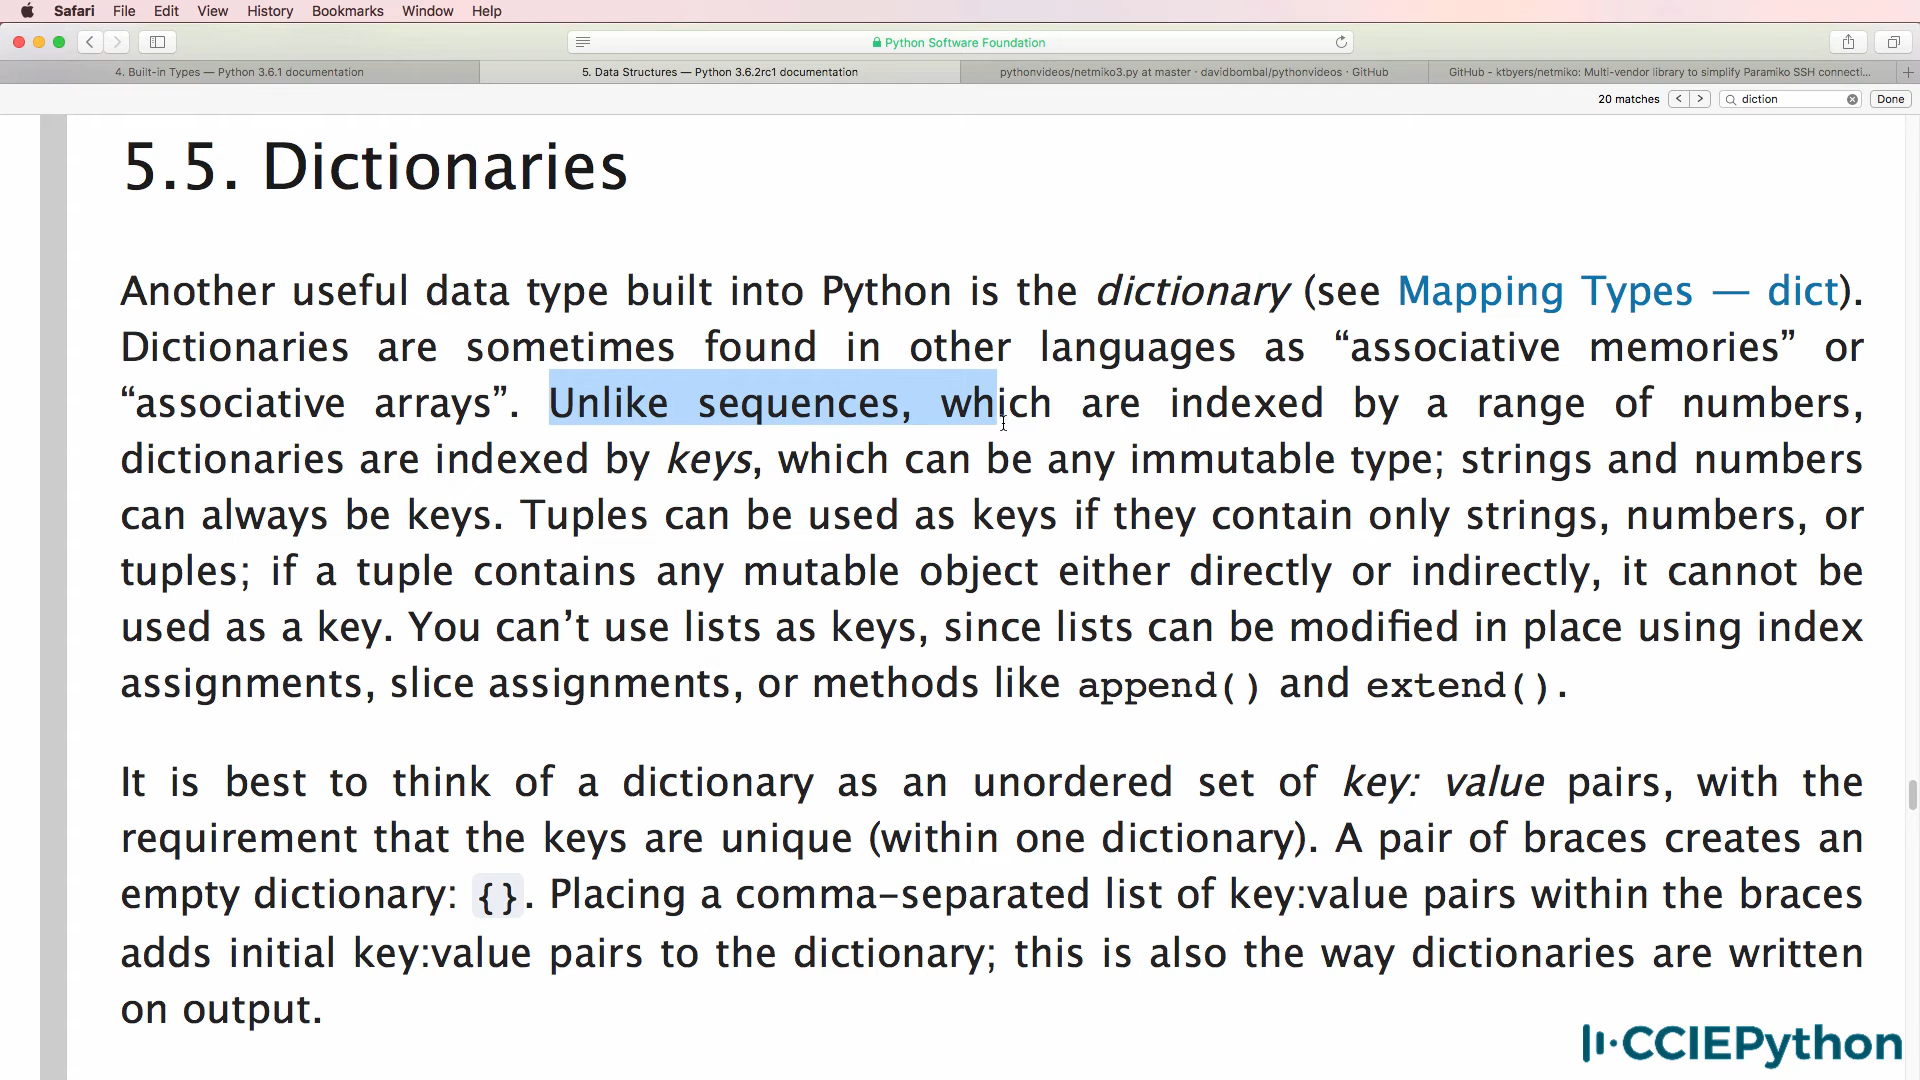 Safari File Edit View History Bookmarks Window Help
Python Software Foundation
4. Built-in Types — Python 3.6.1 documentation
5. Data Structures — Python 3.6.2rc1 documentation
pythonvideos/netmiko3.py at master · davidbombal/pythonvideos · GitHub
GitHub - ktbyers/netmiko: Multi-vendor library to simplify Paramiko SSH connecti...
20 matches
diction
Done
5.5. Dictionaries
Another useful data type built into Python is the dictionary (see Mapping Types — dict).
Dictionaries are sometimes found in other languages as “associative memories” or
“associative arrays”. Unlike sequences, which are indexed by a range of numbers,
dictionaries are indexed by keys, which can be any immutable type; strings and numbers
can always be keys. Tuples can be used as keys if they contain only strings, numbers, or
tuples; if a tuple contains any mutable object either directly or indirectly, it cannot be
used as a key. You can’t use lists as keys, since lists can be modified in place using index
assignments, slice assignments, or methods like append() and extend().
It is best to think of a dictionary as an unordered set of key: value pairs, with the
requirement that the keys are unique (within one dictionary). A pair of braces creates an
empty dictionary: {}. Placing a comma-separated list of key:value pairs within the braces
adds initial key:value pairs to the dictionary; this is also the way dictionaries are written
on output.
CCIEPython